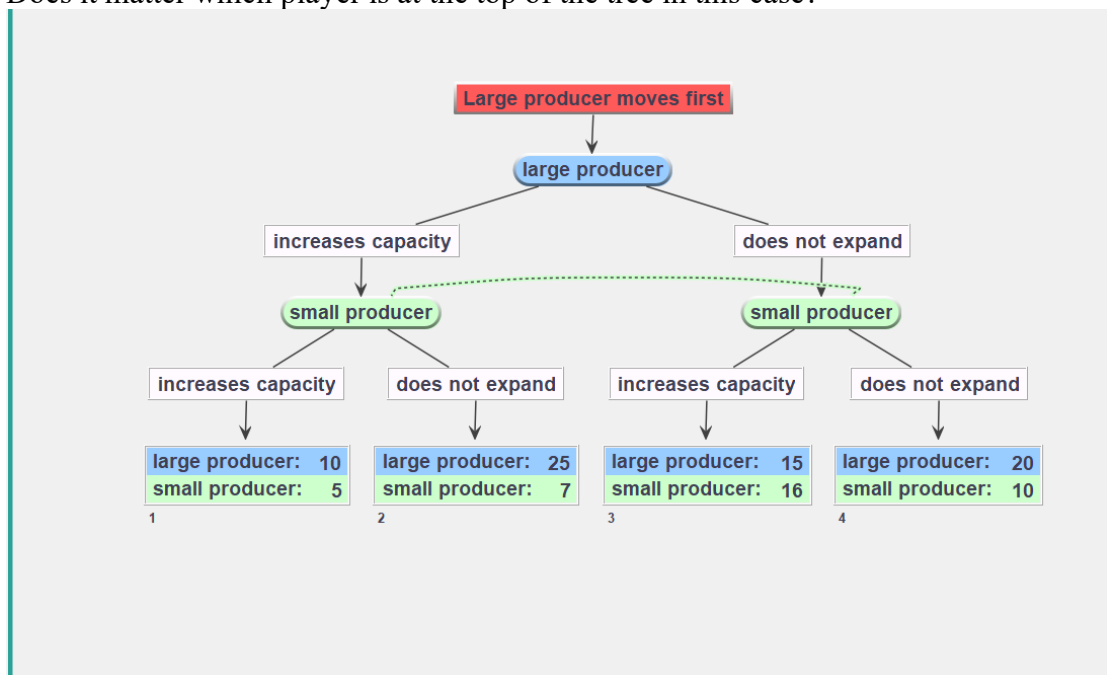 Does it matter which player is at the top of the tree in this case?
Large producer moves first
large producer
increases capacity
does not expand
small producer
small producer
increases capacity
does not expand
increases capacity
does not expand
large producer: 10
small producer: 5
large producer: 25
small producer: 7
large producer: 15
small producer: 16
large producer: 20
small producer: 10
1
2
3
4